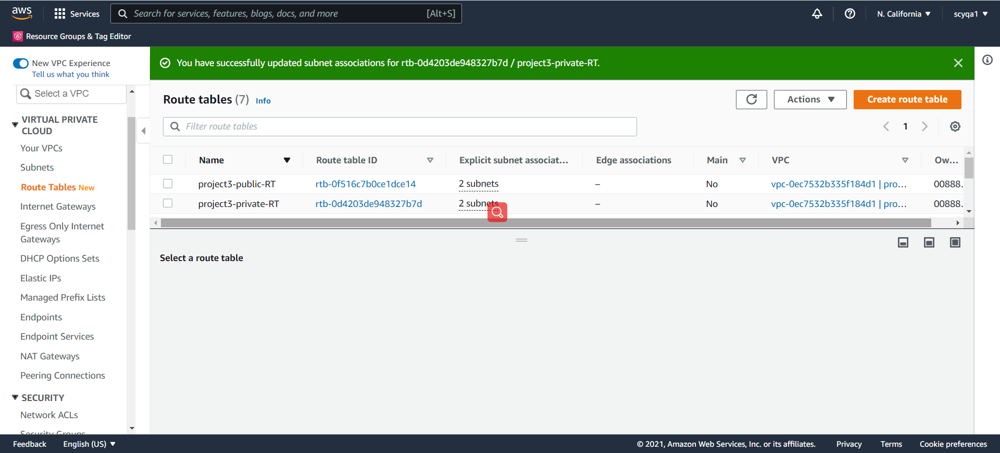 aws
Services
Search for services, features, blogs, docs, and more
[Alt+S]
N. California
scyqa1
Resource Groups & Tag Editor
New VPC Experience
Tell us what you think
Select a VPC
VIRTUAL PRIVATE
CLOUD
Your VPCs
Subnets
Route Tables New
Internet Gateways
Egress Only Internet
Gateways
DHCP Options Sets
Elastic IPs
Managed Prefix Lists
Endpoints
Endpoint Services
NAT Gateways
Peering Connections
SECURITY
Network ACLs
Security Groups
You have successfully updated subnet associations for rtb-0d4203de948327b7d / project3-private-RT.
Route tables (7) Info
Actions
Create route table
Filter route tables
1
Name
Route table ID
Explicit subnet associat...
Edge associations
Main
VPC
Ow...
project3-public-RT
rtb-0f516c7b0ce1dce14
2 subnets
–
No
vpc-0ec7532b335f184d1 | pro...
00888.
project3-private-RT
rtb-0d4203de948327b7d
2 subnets
–
No
vpc-0ec7532b335f184d1 | pro...
00888.
Select a route table
Feedback
English (US)
© 2021, Amazon Web Services, Inc. or its affiliates.
Privacy
Terms
Cookie preferences